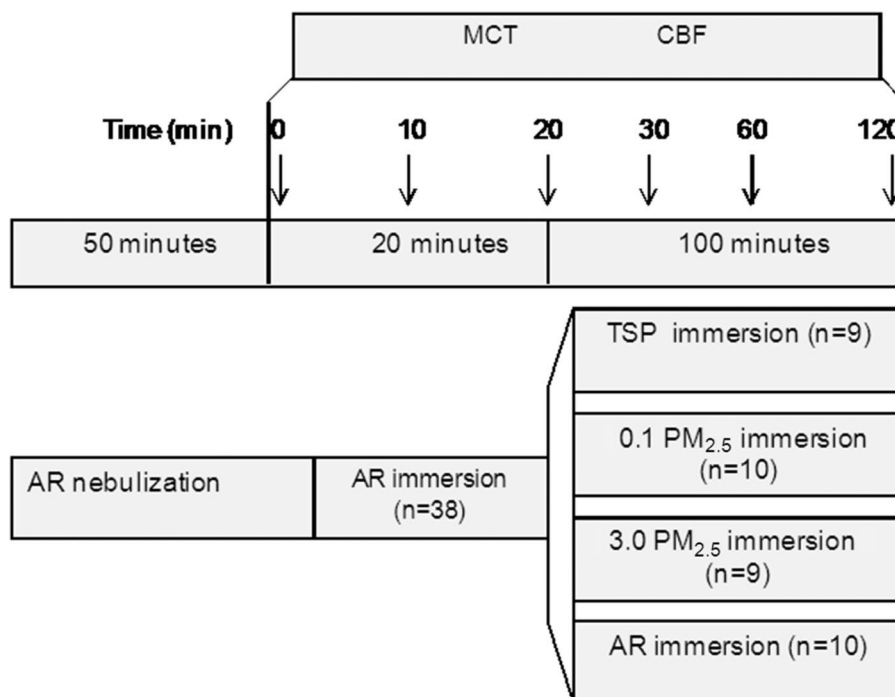 MCT CBF
Time (min) 0 10 20 30 60 120
50 minutes 20 minutes 100 minutes
TSP immersion (n=9)
0.1 PM2.5 immersion
(n=10)
AR nebulization
AR immersion
(n=38)
3.0 PM2.5 immersion
(n=9)
AR immersion (n=10)